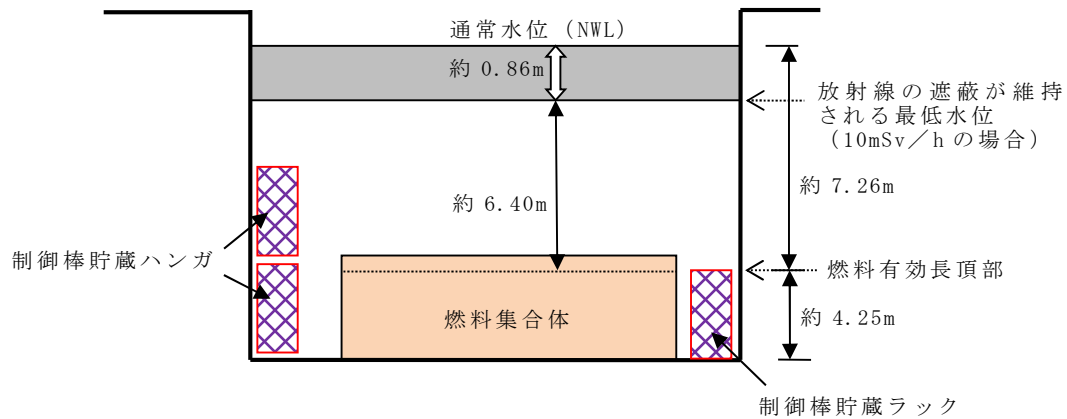 通常水位（NWL）
約 0.86m
放射線の遮蔽が維持
される最低水位
（10mSv／h の場合）
約 7.26m
約 6.40m
制御棒貯蔵ハンガ
燃料有効長頂部
燃料集合体
約 4.25m
制御棒貯蔵ラック